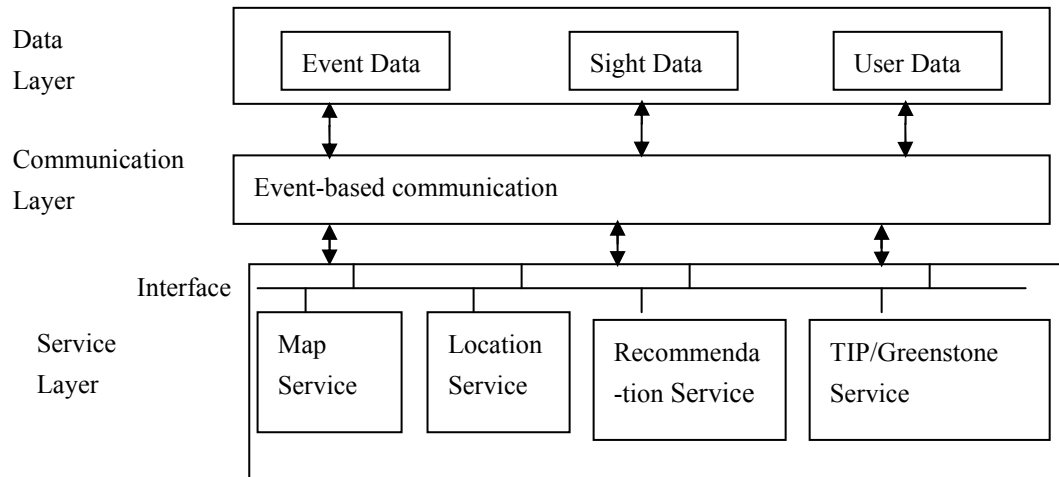 Data
Layer
Event Data
Sight Data
User Data
Communication
Layer
Event-based communication
Interface
Service
Layer
Map
Service
Location
Service
Recommenda
-tion Service
TIP/Greenstone
Service